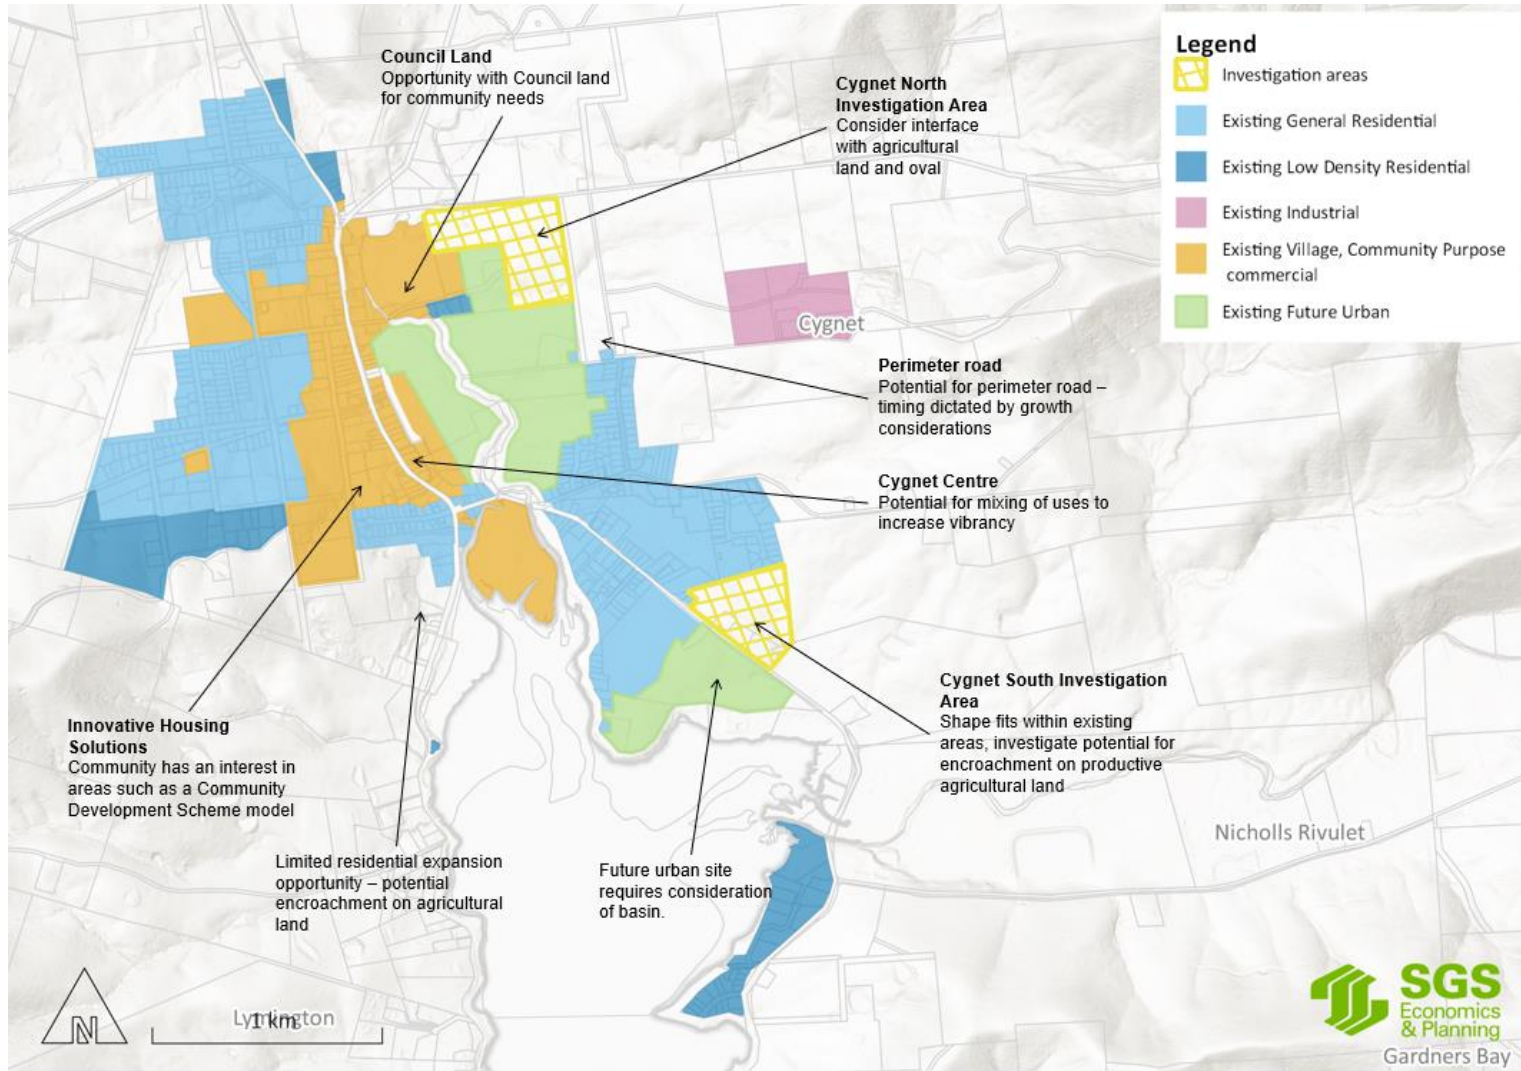 Council Land
Opportunity with Council land
for community needs
Cygnet North
Investigation Area
Consider interface
with agricultural
land and oval
Legend
Investigation areas
Existing General Residential
Existing Low Density Residential
Existing Industrial
Existing Village, Community Purpose
commercial
Existing Future Urban
Cygnet
Perimeter road
Potential for perimeter road –
timing dictated by growth
considerations
Cygnet Centre
Potential for mixing of uses to
increase vibrancy
Cygnet South Investigation
Area
Shape fits within existing
areas, investigate potential for
encroachment on productive
agricultural land
Innovative Housing
Solutions
Community has an interest in
areas such as a Community
Development Scheme model
Limited residential expansion
opportunity – potential
encroachment on agricultural
land
Future urban site
requires consideration
of basin.
Nicholls Rivulet
N
Lymington
1 km
SGS
Economics
& Planning
Gardners Bay